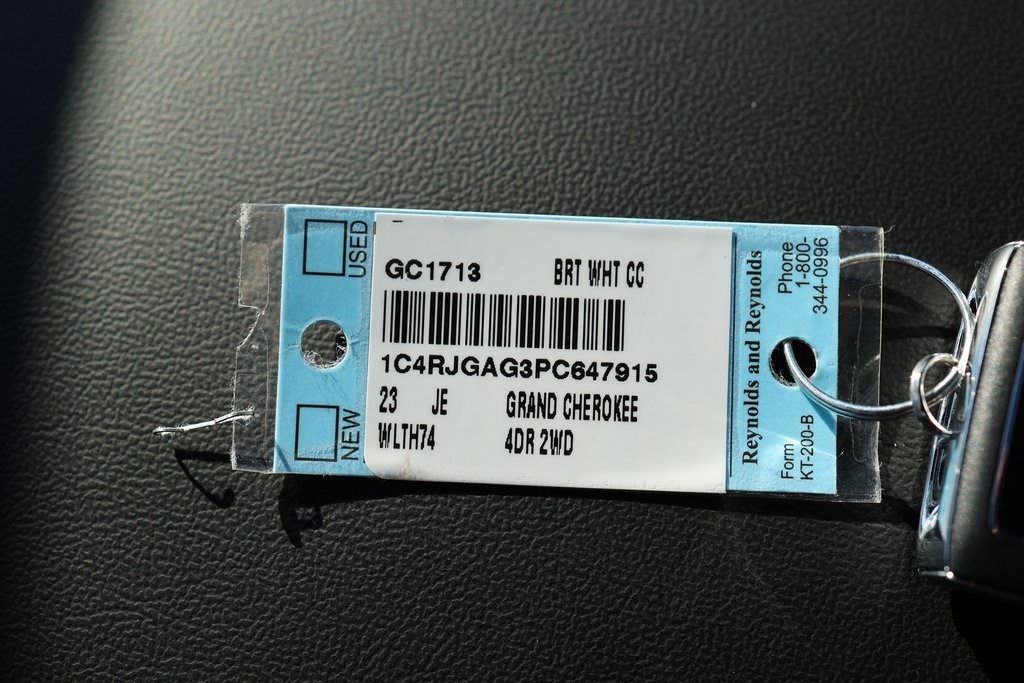 USED
NEW
GC1713 BRT WHT CC
1C4RJGAG3PC647915
23 JE GRAND CHEROKEE
WLTH74 4DR 2WD
Reynolds and Reynolds
Phone
1-800-
344-0996
Form
KT-200-B